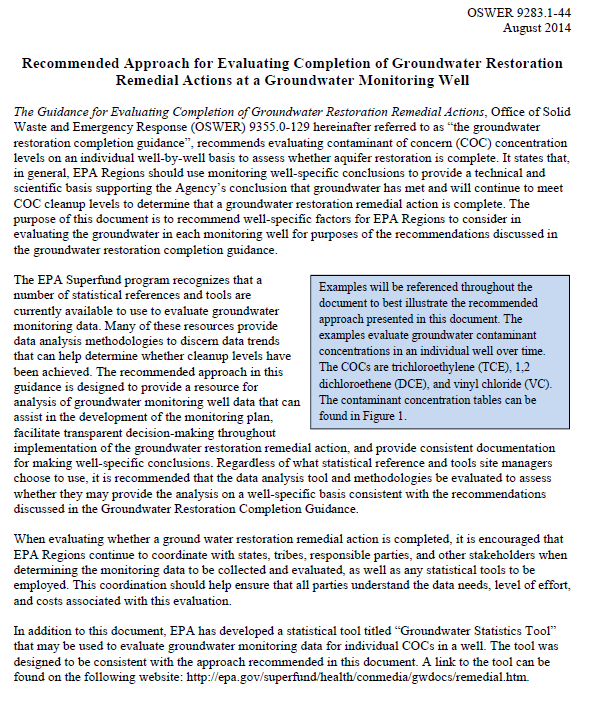 OSWER 9283.1-44
August 2014
Recommended Approach for Evaluating Completion of Groundwater Restoration
Remedial Actions at a Groundwater Monitoring Well
The Guidance for Evaluating Completion of Groundwater Restoration Remedial Actions, Office of Solid
Waste and Emergency Response (OSWER) 9355.0-129 hereinafter referred to as “the groundwater
restoration completion guidance”, recommends evaluating contaminant of concern (COC) concentration
levels on an individual well-by-well basis to assess whether aquifer restoration is complete. It states that,
in general, EPA Regions should use monitoring well-specific conclusions to provide a technical and
scientific basis supporting the Agency’s conclusion that groundwater has met and will continue to meet
COC cleanup levels to determine that a groundwater restoration remedial action is complete. The
purpose of this document is to recommend well-specific factors for EPA Regions to consider in
evaluating the groundwater in each monitoring well for purposes of the recommendations discussed in
the groundwater restoration completion guidance.
The EPA Superfund program recognizes that a
number of statistical references and tools are
currently available to use to evaluate groundwater
monitoring data. Many of these resources provide
data analysis methodologies to discern data trends
that can help determine whether cleanup levels have
been achieved. The recommended approach in this
guidance is designed to provide a resource for
analysis of groundwater monitoring well data that can
assist in the development of the monitoring plan,
facilitate transparent decision-making throughout
implementation of the groundwater restoration remedial action, and provide consistent documentation
for making well-specific conclusions. Regardless of what statistical reference and tools site managers
choose to use, it is recommended that the data analysis tool and methodologies be evaluated to assess
whether they may provide the analysis on a well-specific basis consistent with the recommendations
discussed in the Groundwater Restoration Completion Guidance.
Examples will be referenced throughout the
document to best illustrate the recommended
approach presented in this document. The
examples evaluate groundwater contaminant
concentrations in an individual well over time.
The COCs are trichloroethylene (TCE), 1,2
dichloroethene (DCE), and vinyl chloride (VC).
The contaminant concentration tables can be
found in Figure 1.
When evaluating whether a ground water restoration remedial action is completed, it is encouraged that
EPA Regions continue to coordinate with states, tribes, responsible parties, and other stakeholders when
determining the monitoring data to be collected and evaluated, as well as any statistical tools to be
employed. This coordination should help ensure that all parties understand the data needs, level of effort,
and costs associated with this evaluation.
In addition to this document, EPA has developed a statistical tool titled “Groundwater Statistics Tool”
that may be used to evaluate groundwater monitoring data for individual COCs in a well. The tool was
designed to be consistent with the approach recommended in this document. A link to the tool can be
found on the following website: http://epa.gov/superfund/health/conmedia/gwdocs/remedial.htm.